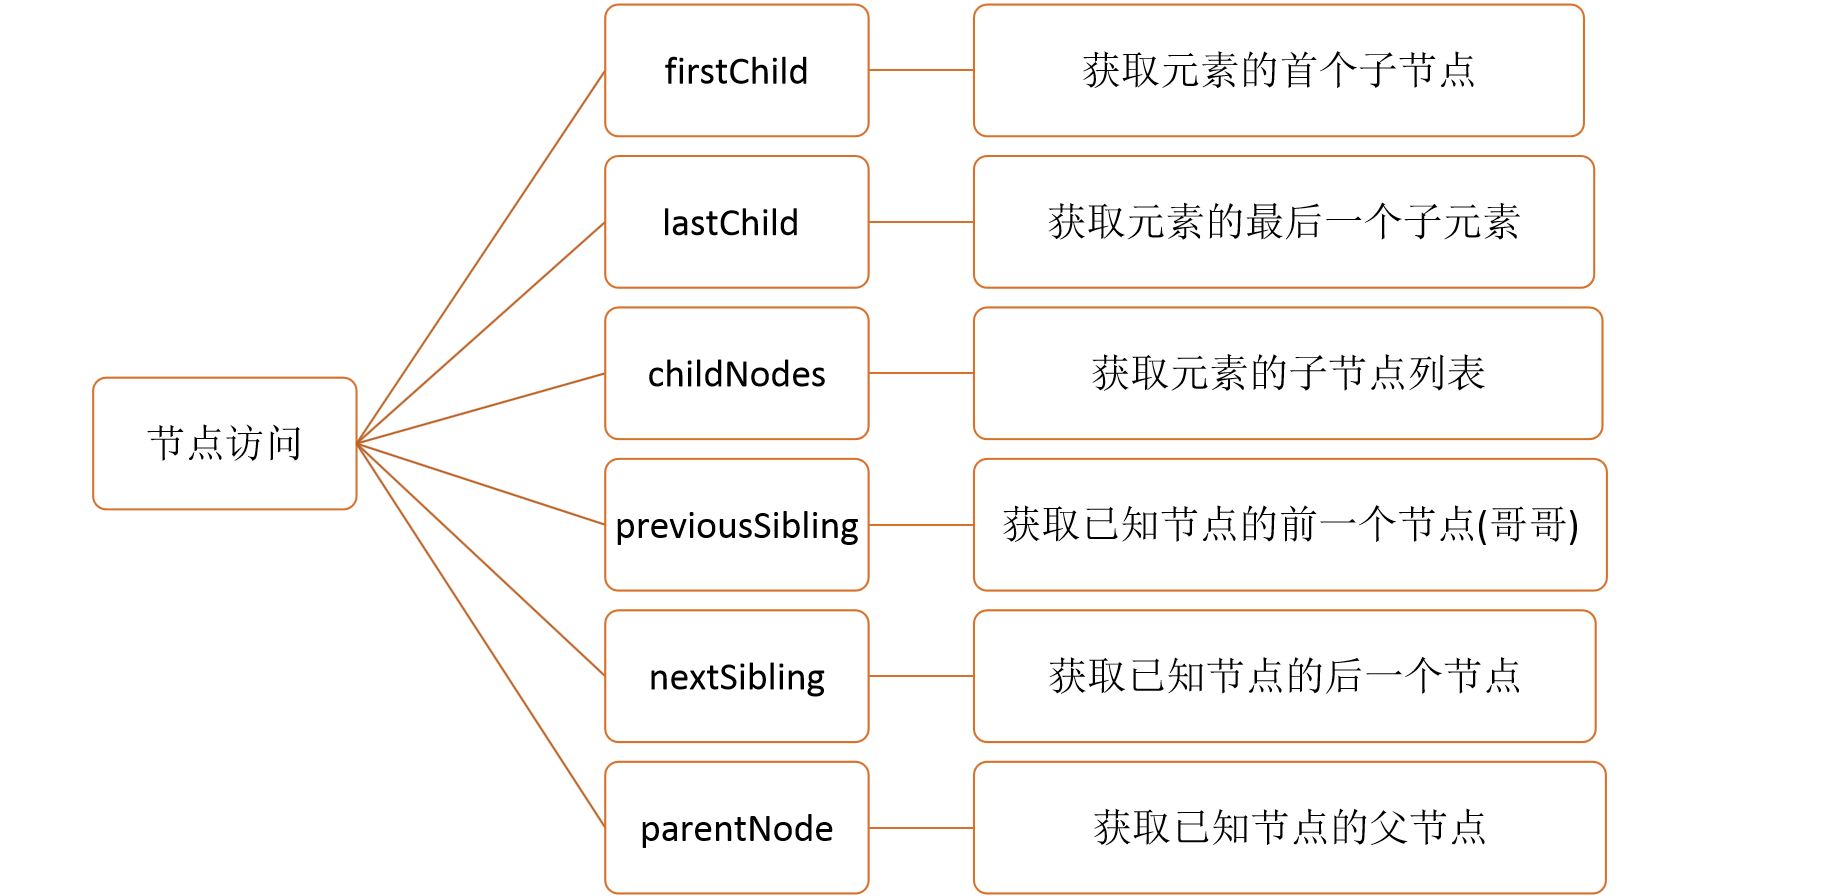 节点访问
firstChild
获取元素的首个子节点
lastChild
获取元素的最后一个子元素
childNodes
获取元素的子节点列表
previousSibling
获取已知节点的前一个节点(哥哥)
nextSibling
获取已知节点的后一个节点
parentNode
获取已知节点的父节点